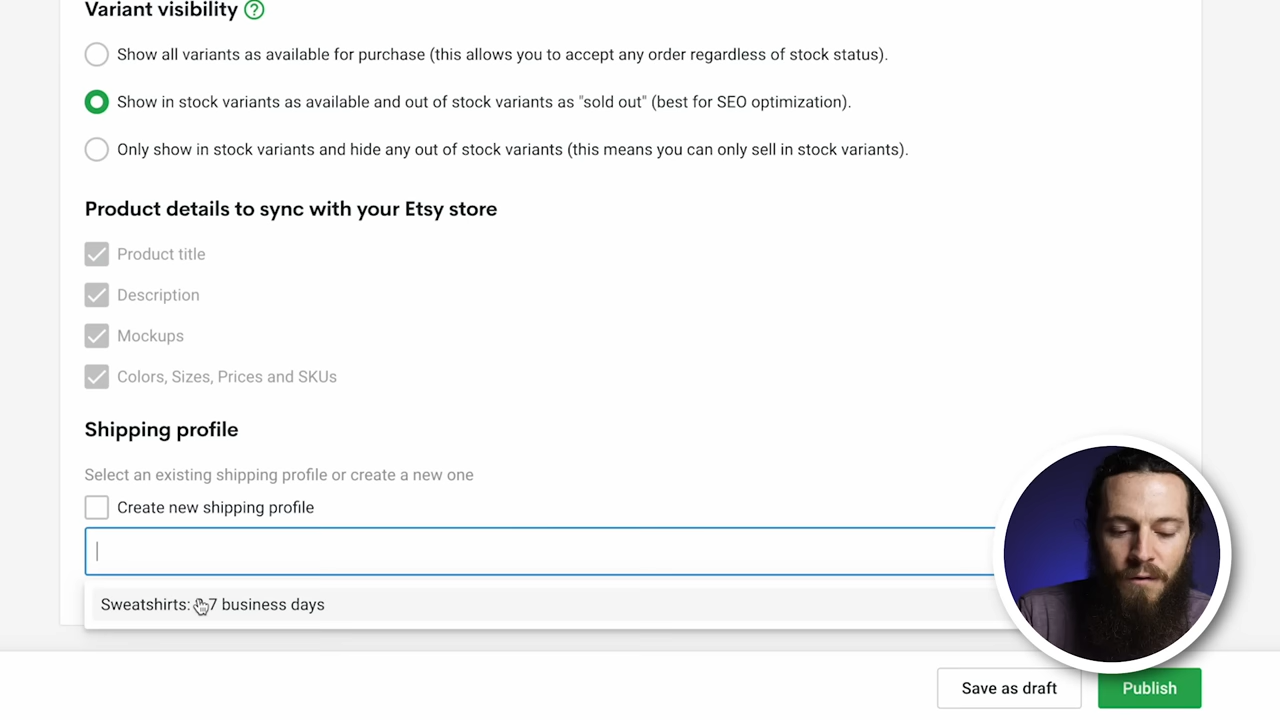 Variant visibility ?
Show all variants as available for purchase (this allows you to accept any order regardless of stock status).
Show in stock variants as available and out of stock variants as "sold out" (best for SEO optimization).
Only show in stock variants and hide any out of stock variants (this means you can only sell in stock variants).
Product details to sync with your Etsy store
Product title
Description
Mockups
Colors, Sizes, Prices and SKUs
Shipping profile
Select an existing shipping profile or create a new one
Create new shipping profile
Sweatshirts: 7 business days
Save as draft
Publish